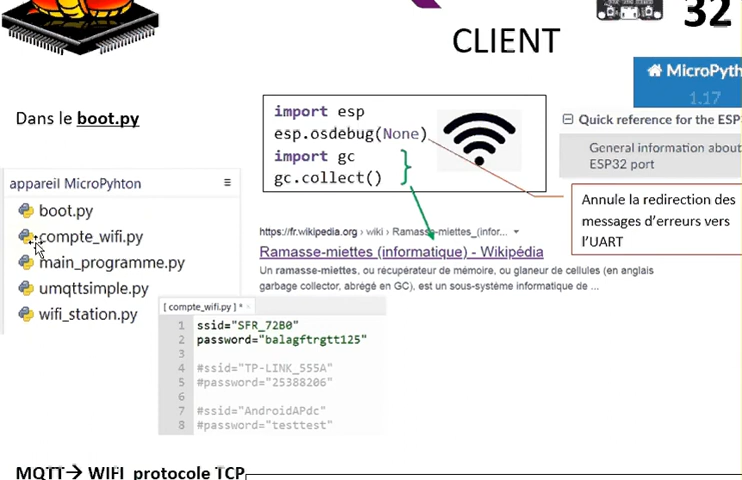 32
CLIENT
MicroPyth
1.17
Dans le boot.py
import esp
esp.osdebug(None)
import gc
gc.collect()
Quick reference for the ESP
General information about
ESP32 port
appareil MicroPyhton
boot.py
compte_wifi.py
main_programme.py
umqttsimple.py
wifi_station.py
Annule la redirection des
messages d'erreurs vers
l'UART
https://fr.wikipedia.org › wiki › Ramasse-miettes_(infor...
Ramasse-miettes (informatique) - Wikipédia
Un ramasse-miettes, ou récupérateur de mémoire, ou glaneur de cellules (en anglais
garbage collector, abrégé en GC), est un sous-système informatique de ...
[ compte_wifi.py ] *
1 ssid="SFR_72B0"
2 password="balagftrgtt125"
3
4 #ssid="TP-LINK_555A"
5 #password="25388206"
6
7 #ssid="AndroidAPdc"
8 #password="testtest"
MQTT→ WIFI protocole TCP